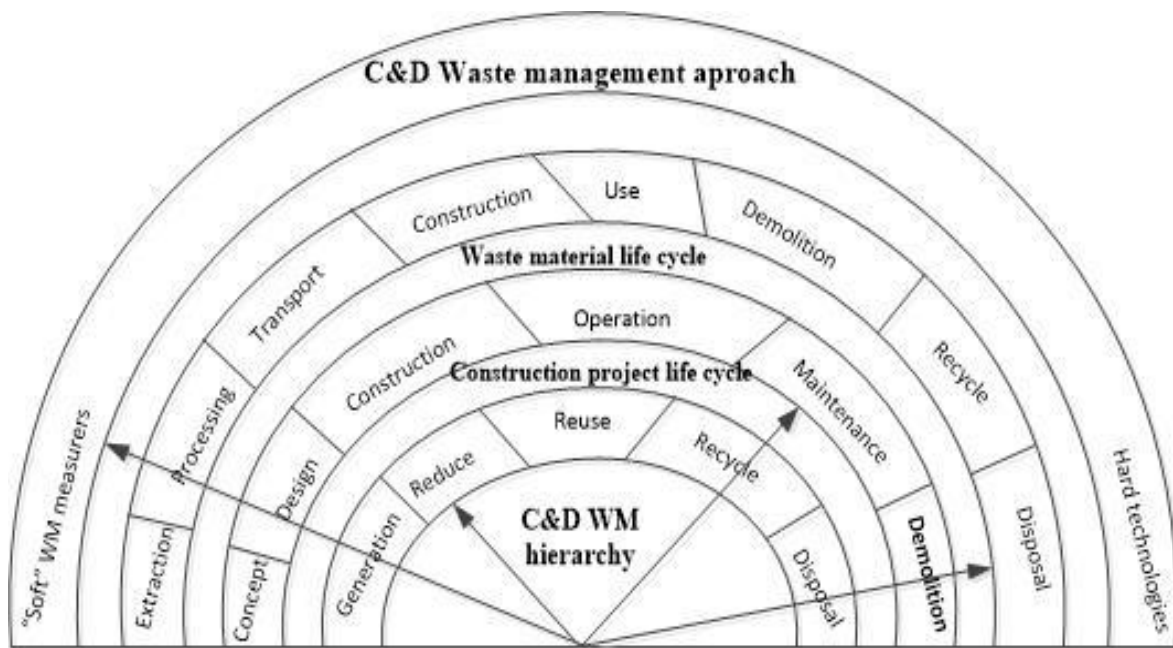 C&D Waste management aproach
"Soft" WM measurers
Hard technologies
Extraction
Processing
Transport
Construction
Use
Demolition
Recycle
Disposal
Waste material life cycle
Concept
Design
Construction
Operation
Maintenance
Demolition
Construction project life cycle
Generation
Reduce
Reuse
Recycle
Disposal
C&D WM
hierarchy